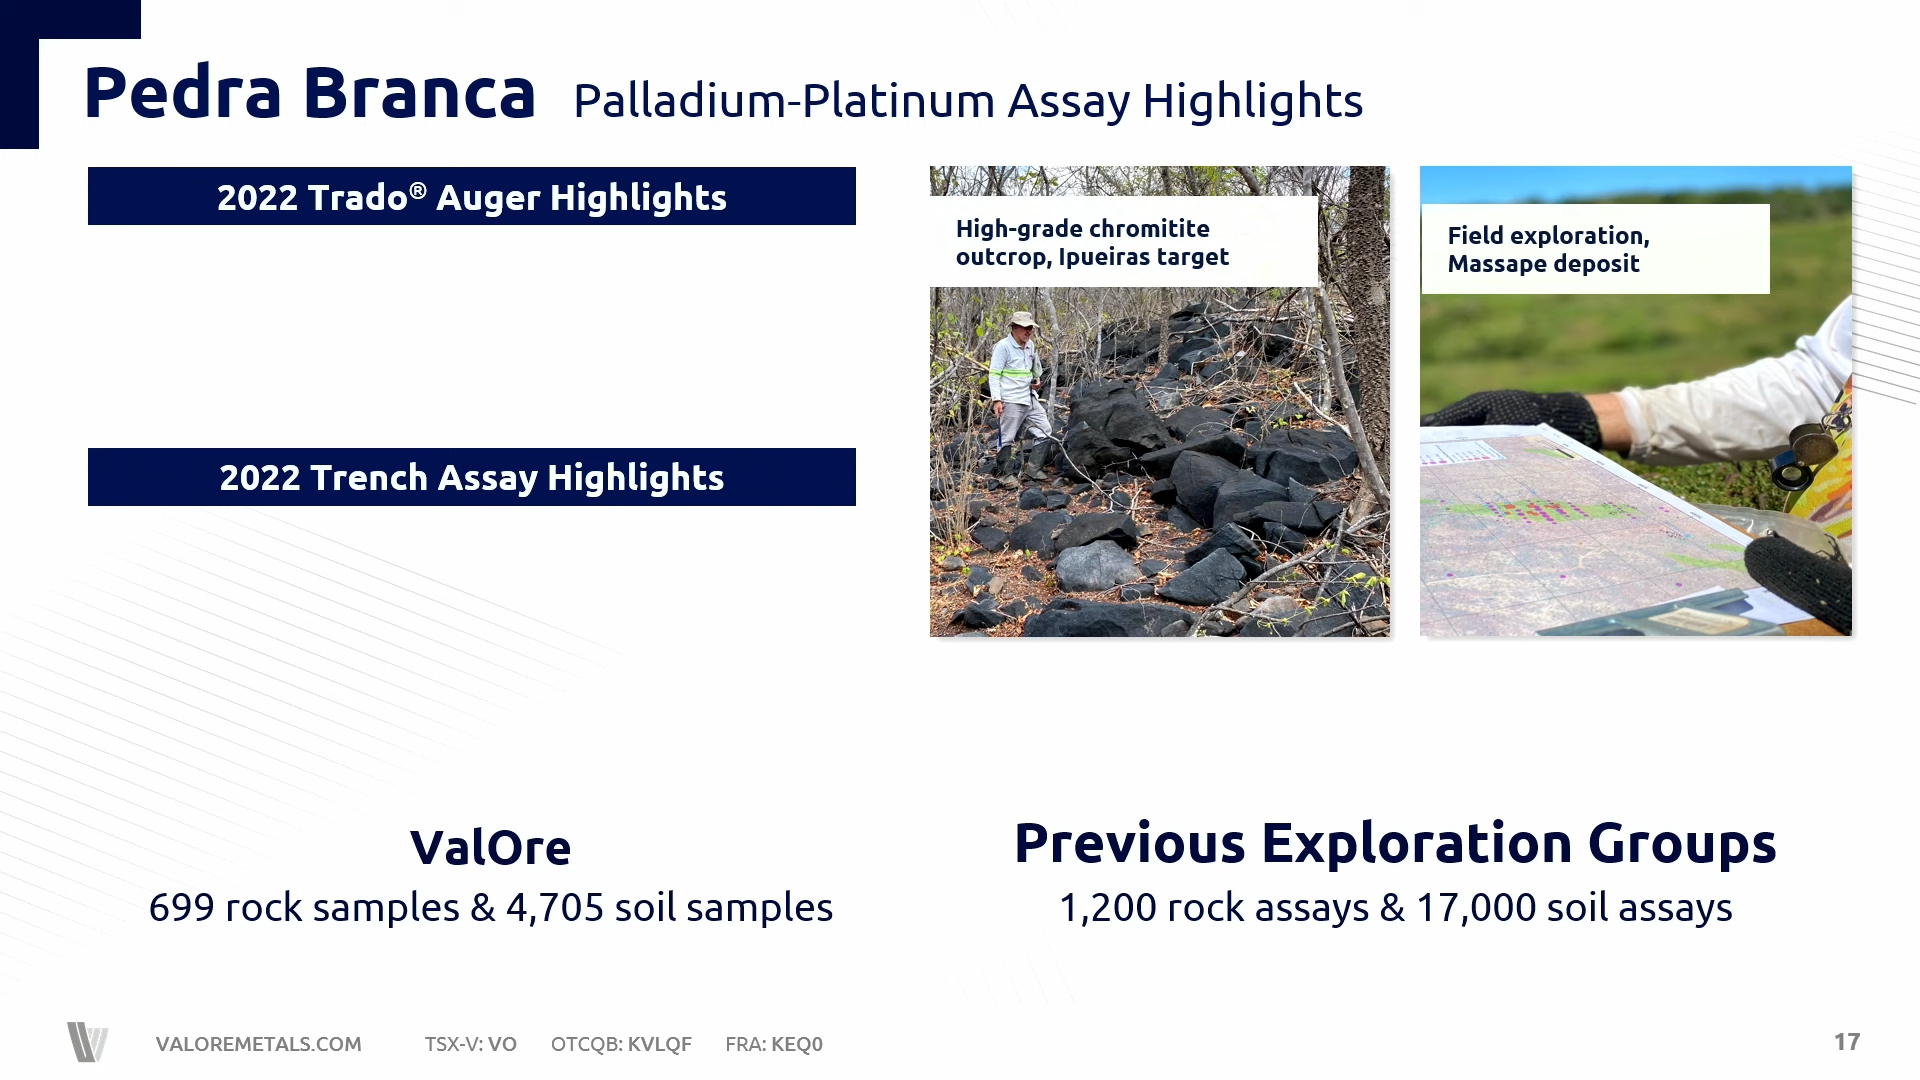 Pedra Branca Palladium-Platinum Assay Highlights
2022 Trado® Auger Highlights
2022 Trench Assay Highlights
High-grade chromitite
outcrop, Ipueiras target
Field exploration,
Massape deposit
ValOre
699 rock samples & 4,705 soil samples
Previous Exploration Groups
1,200 rock assays & 17,000 soil assays
VALOREMETALS.COM TSX-V: VO OTCQB: KVLQF FRA: KEQ0
17